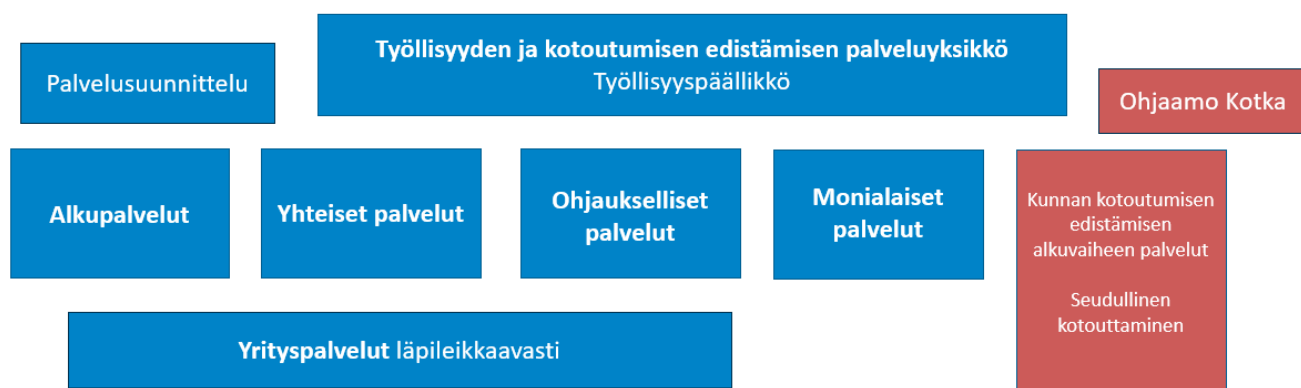 Työllisyyden ja kotoutumisen edistämisen palveluyksikkö
Työllisyyspäällikkö
Palvelusuunnittelu
Ohjaamo Kotka
Alkupalvelut
Yhteiset palvelut
Ohjaukselliset
palvelut
Monialaiset
palvelut
Kunnan kotoutumisen
edistämisen
alkuvaiheen palvelut
Seudullinen
kotouttaminen
Yrityspalvelut läpileikkaavasti